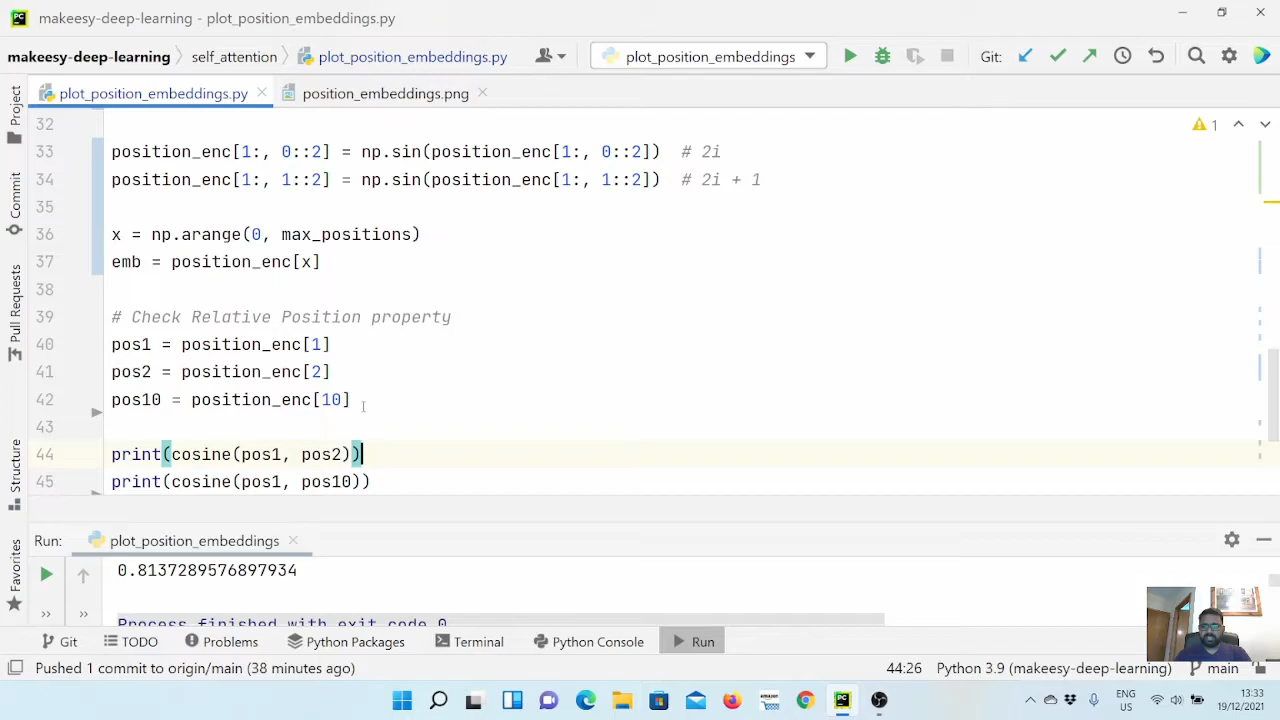 makeesy-deep-learning - plot_position_embeddings.py
makeesy-deep-learning self_attention plot_position_embeddings.py plot_position_embeddings Git:
plot_position_embeddings.py position_embeddings.png
Project
Commit
Pull Requests
Structure
Favorites
1
32
33 position_enc[1:, 0::2] = np.sin(position_enc[1:, 0::2]) # 2i
34 position_enc[1:, 1::2] = np.sin(position_enc[1:, 1::2]) # 2i + 1
35
36 x = np.arange(0, max_positions)
37 emb = position_enc[x]
38
39 # Check Relative Position property
40 pos1 = position_enc[1]
41 pos2 = position_enc[2]
42 pos10 = position_enc[10]
43
44 print(cosine(pos1, pos2))
45 print(cosine(pos1, pos10))
Run: plot_position_embeddings
0.8137289576897934
Process finished with exit code 0
Git TODO Problems Python Packages Terminal Python Console Run
Pushed 1 commit to origin/main (38 minutes ago) 44:26 Python 3.9 (makeesy-deep-learning) main
ENG 13:33
US 19/12/2021